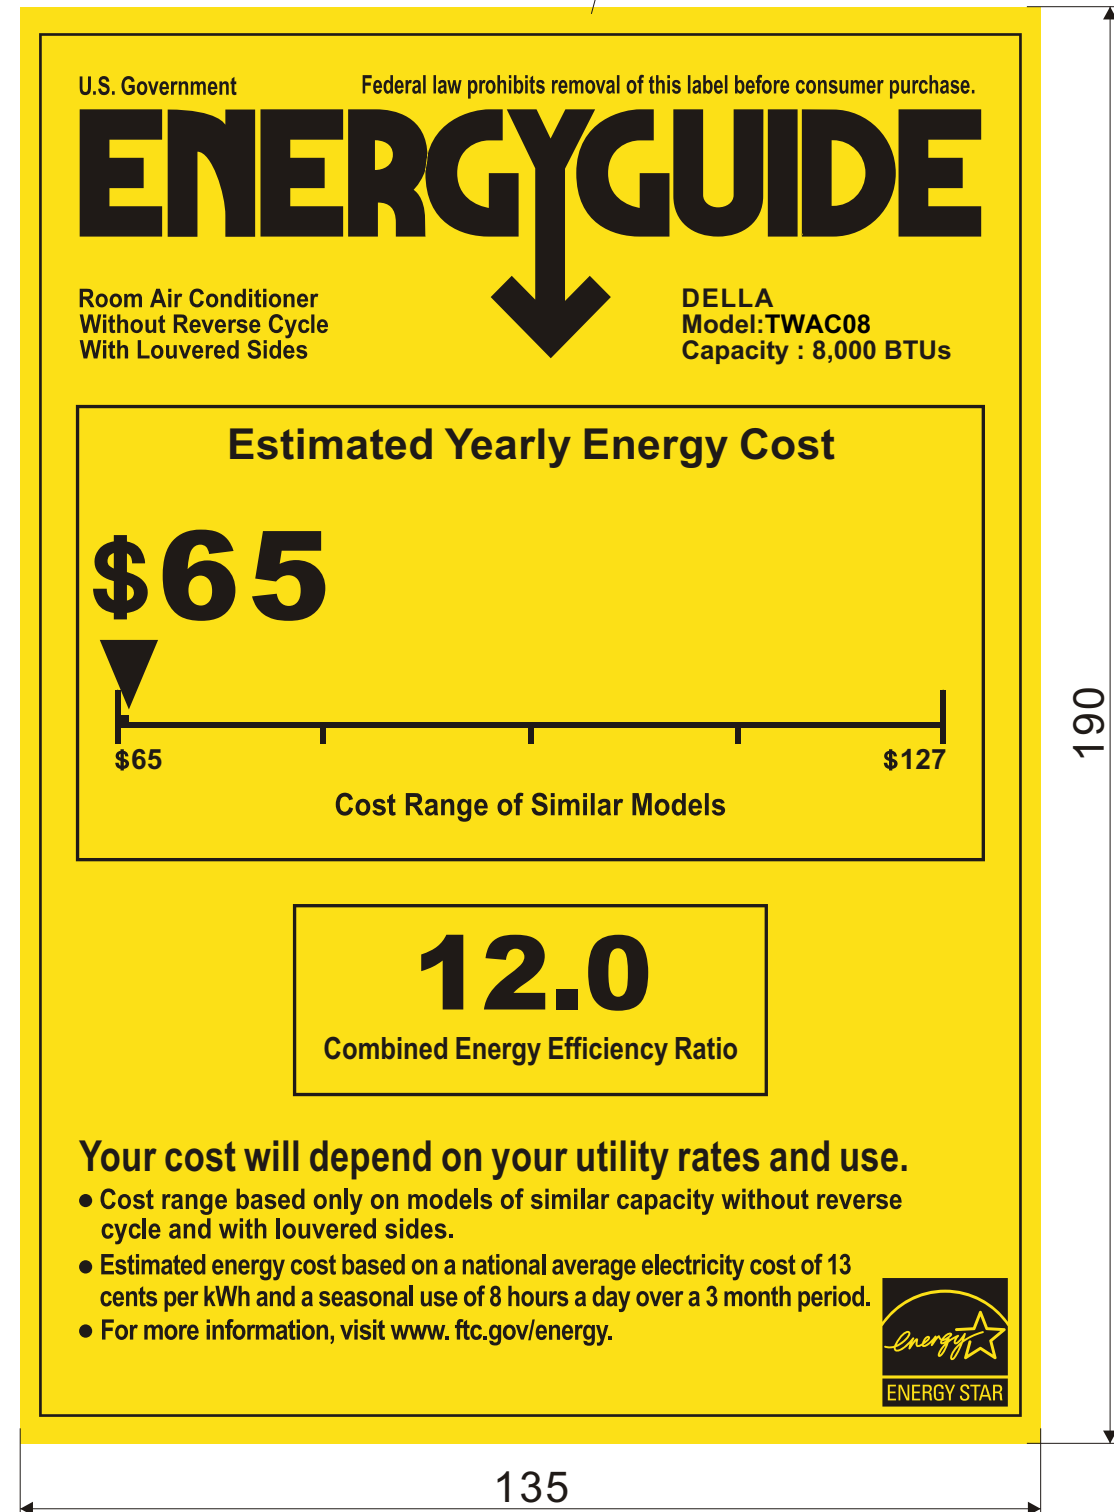 U.S. Government
Federal law prohibits removal of this label before consumer purchase.
ENERGYGUIDE
Room Air Conditioner
Without Reverse Cycle
With Louvered Sides
DELLA
Model:TWAC08
Capacity : 8,000 BTUs
Estimated Yearly Energy Cost
$65
$65
$127
Cost Range of Similar Models
12.0
Combined Energy Efficiency Ratio
Your cost will depend on your utility rates and use.
● Cost range based only on models of similar capacity without reverse
cycle and with louvered sides.
● Estimated energy cost based on a national average electricity cost of 13
cents per kWh and a seasonal use of 8 hours a day over a 3 month period.
● For more information, visit www. ftc.gov/energy.
energy
ENERGY STAR
190
135